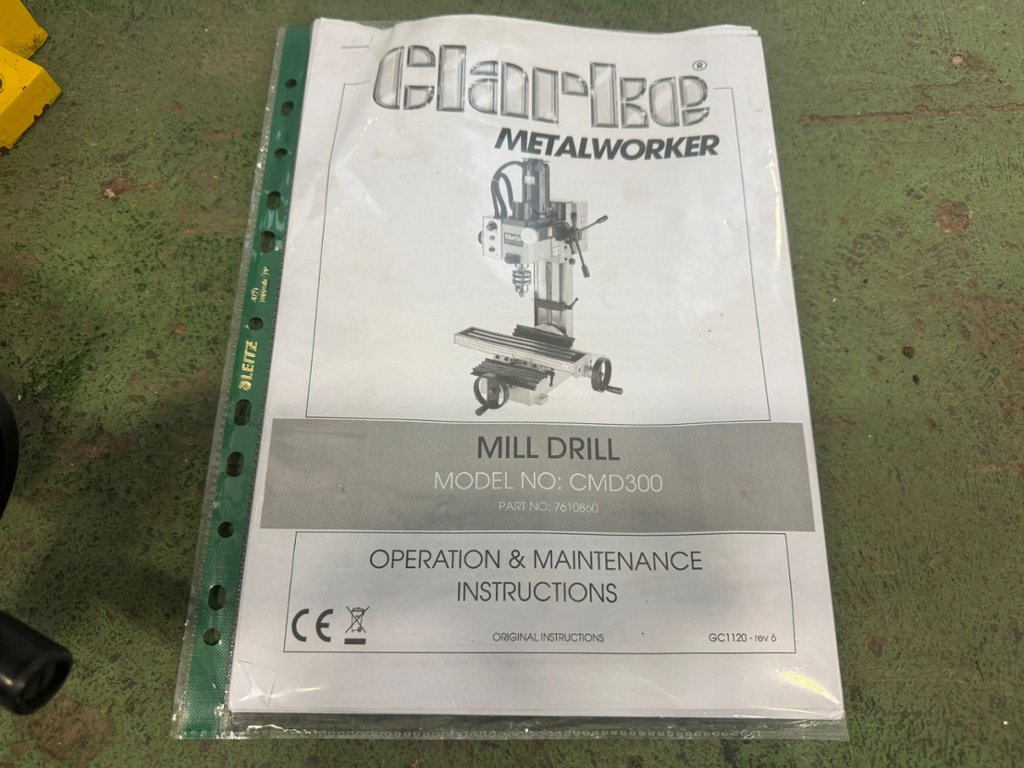 Clarke®
METALWORKER
Clarke
MILL DRILL
MODEL NO: CMD300
PART NO: 7610860
OPERATION & MAINTENANCE
INSTRUCTIONS
CE
ORIGINAL INSTRUCTIONS
GC1120 - rev 6
LEITZ